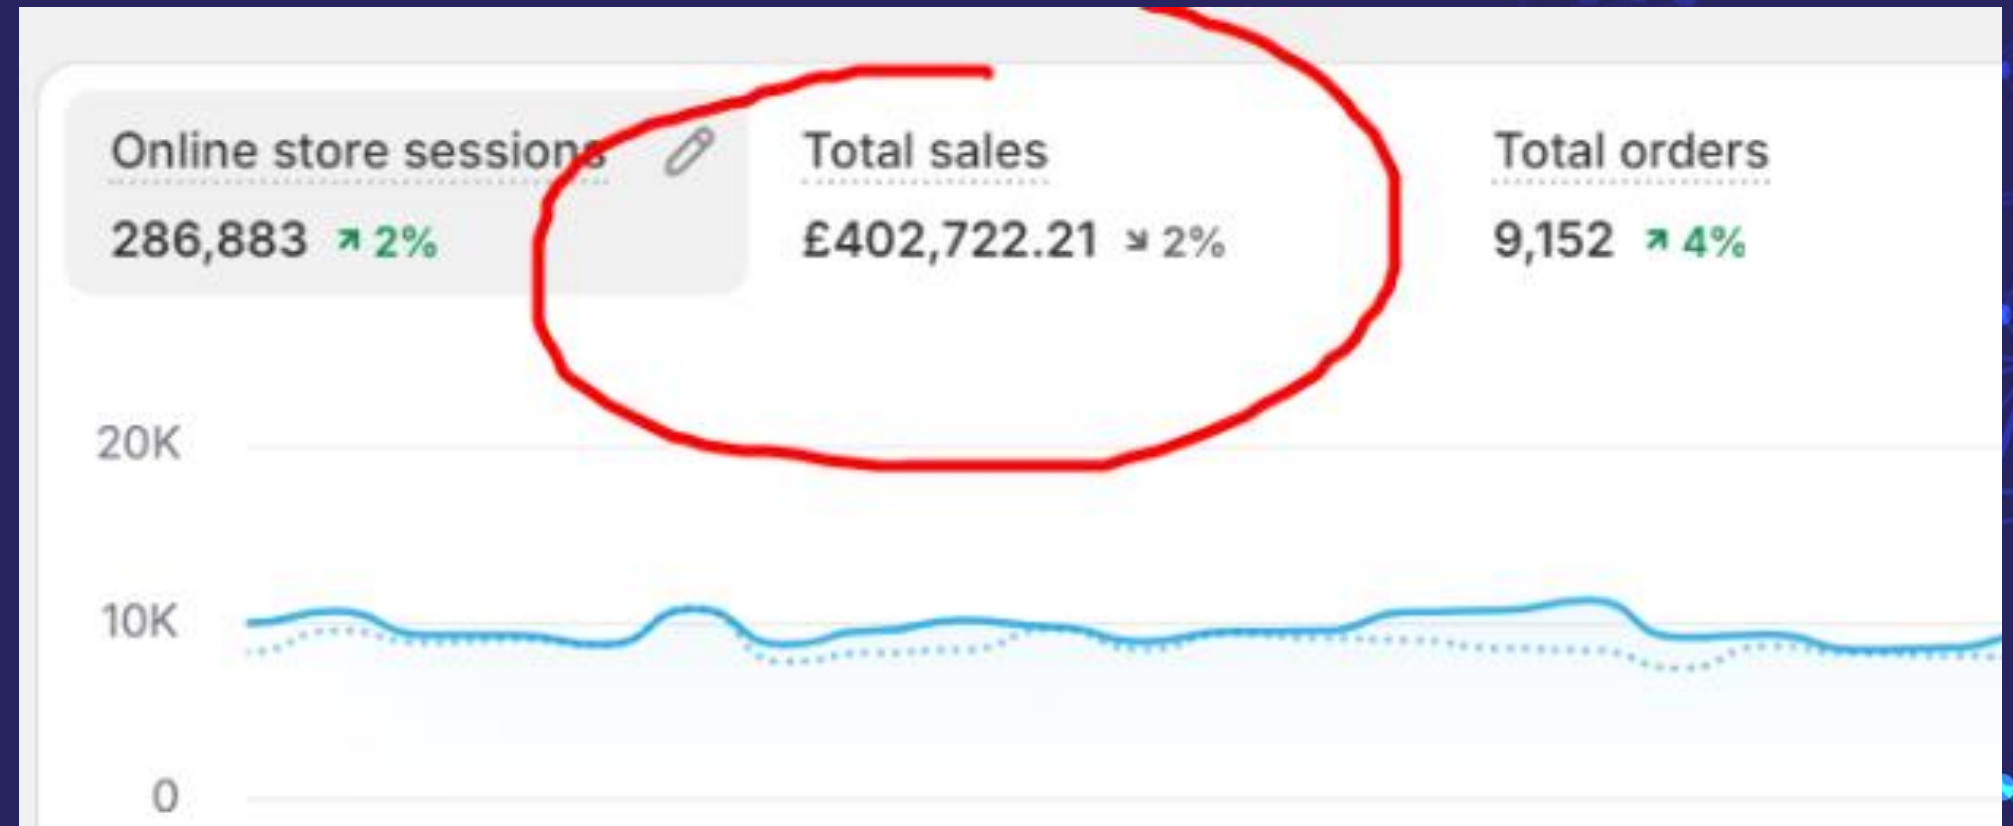 Online store sessions
286,883 2%
Total sales
£402,722.21 2%
Total orders
9,152 4%
20K
10K
0